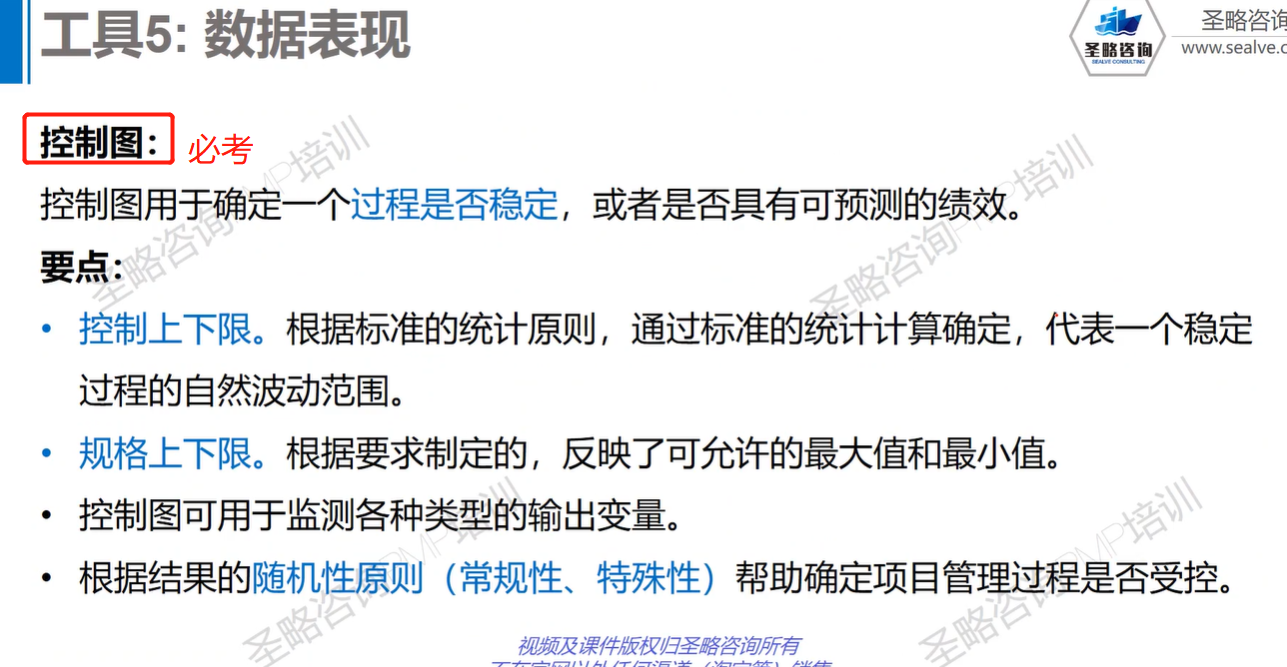 工具5: 数据表现
圣略咨询
SEALVE CONSULTING
圣略咨询
www.sealve.c
控制图：
必考
控制图用于确定一个过程是否稳定，或者是否具有可预测的绩效。
要点：
• 控制上下限。根据标准的统计原则，通过标准的统计计算确定，代表一个稳定
过程的自然波动范围。
• 规格上下限。根据要求制定的，反映了可允许的最大值和最小值。
• 控制图可用于监测各种类型的输出变量。
• 根据结果的随机性原则（常规性、特殊性）帮助确定项目管理过程是否受控。
圣略咨询PMP培训
圣略咨询PMP培训
圣略咨询PMP培训
圣略咨询PMP培训
视频及课件版权归圣略咨询所有